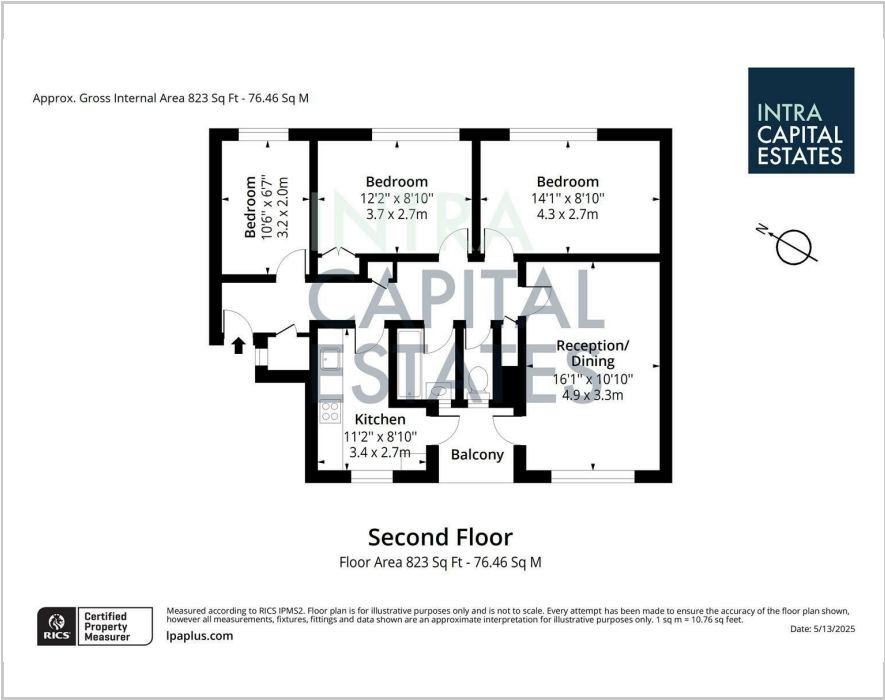 Approx. Gross Internal Area 823 Sq Ft - 76.46 Sq M
INTRA
CAPITAL
ESTATES
Bedroom
10'6" x 6'7"
3.2 x 2.0m
Bedroom
12'2" x 8'10"
3.7 x 2.7m
Bedroom
14'1" x 8'10"
4.3 x 2.7m
N
INTRA
CAPITAL
ESTATES
Reception/
Dining
16'1" x 10'10"
4.9 x 3.3m
Kitchen
11'2" x 8'10"
3.4 x 2.7m
Balcony
Second Floor
Floor Area 823 Sq Ft - 76.46 Sq M
RICS
Certified
Property
Measurer
Measured according to RICS IPMS2. Floor plan is for illustrative purposes only and is not to scale. Every attempt has been made to ensure the accuracy of the floor plan shown,
however all measurements, fixtures, fittings and data shown are an approximate interpretation for illustrative purposes only. 1 sq m = 10.76 sq feet.
lpaplus.com
Date: 5/13/2025